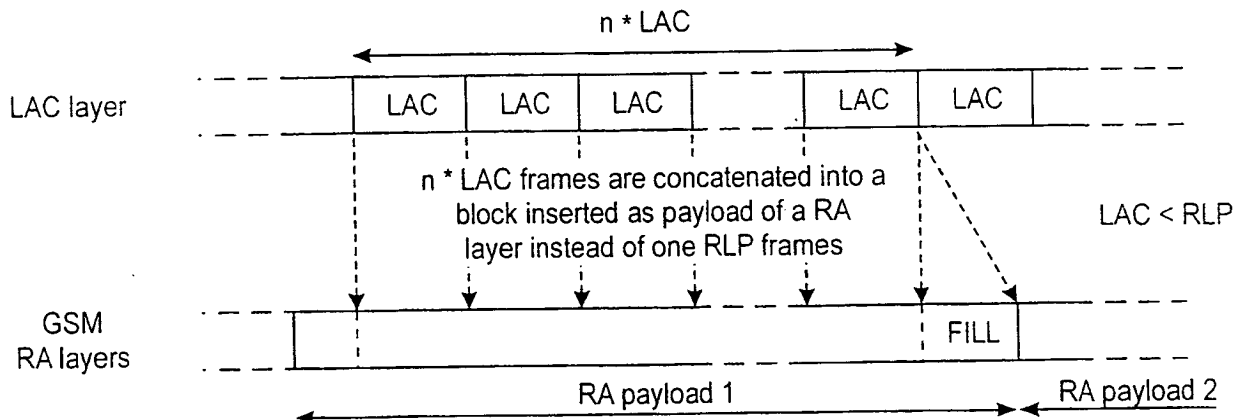 n * LAC
LAC layer
LAC LAC LAC LAC LAC
n * LAC frames are concatenated into a
block inserted as payload of a RA
layer instead of one RLP frames
LAC < RLP
GSM
RA layers
FILL
RA payload 1
RA payload 2